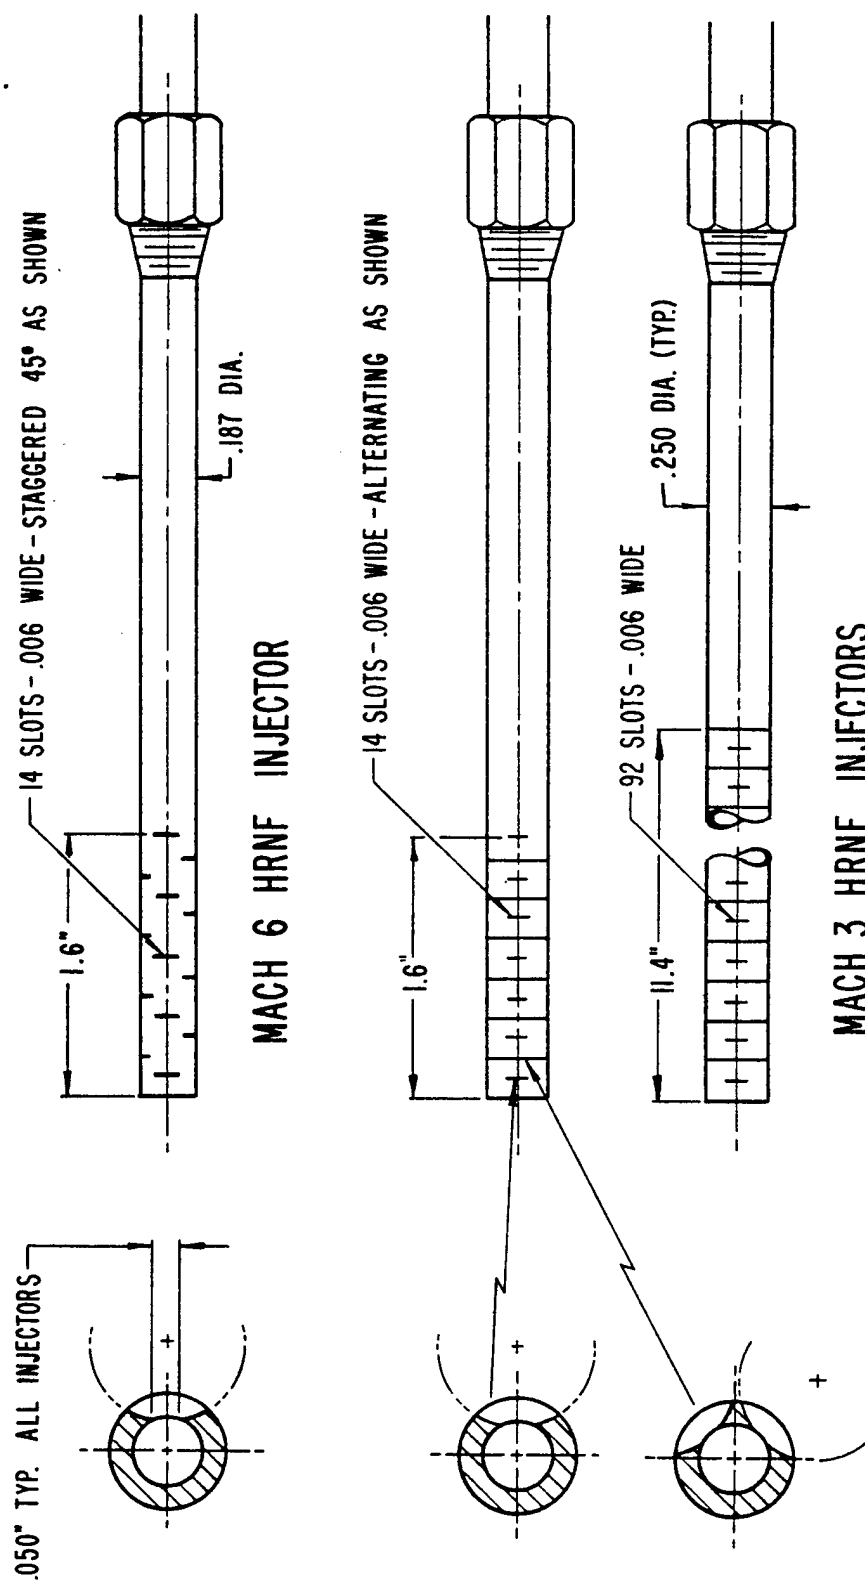 .050" TYP. ALL INJECTORS
14 SLOTS - .006 WIDE - STAGGERED 45° AS SHOWN
1.6"
.187 DIA.
MACH 6 HRNF INJECTOR
14 SLOTS - .006 WIDE - ALTERNATING AS SHOWN
1.6"
92 SLOTS - .006 WIDE
.250 DIA. (TYP.)
11.4"
MACH 3 HRNF INJECTORS